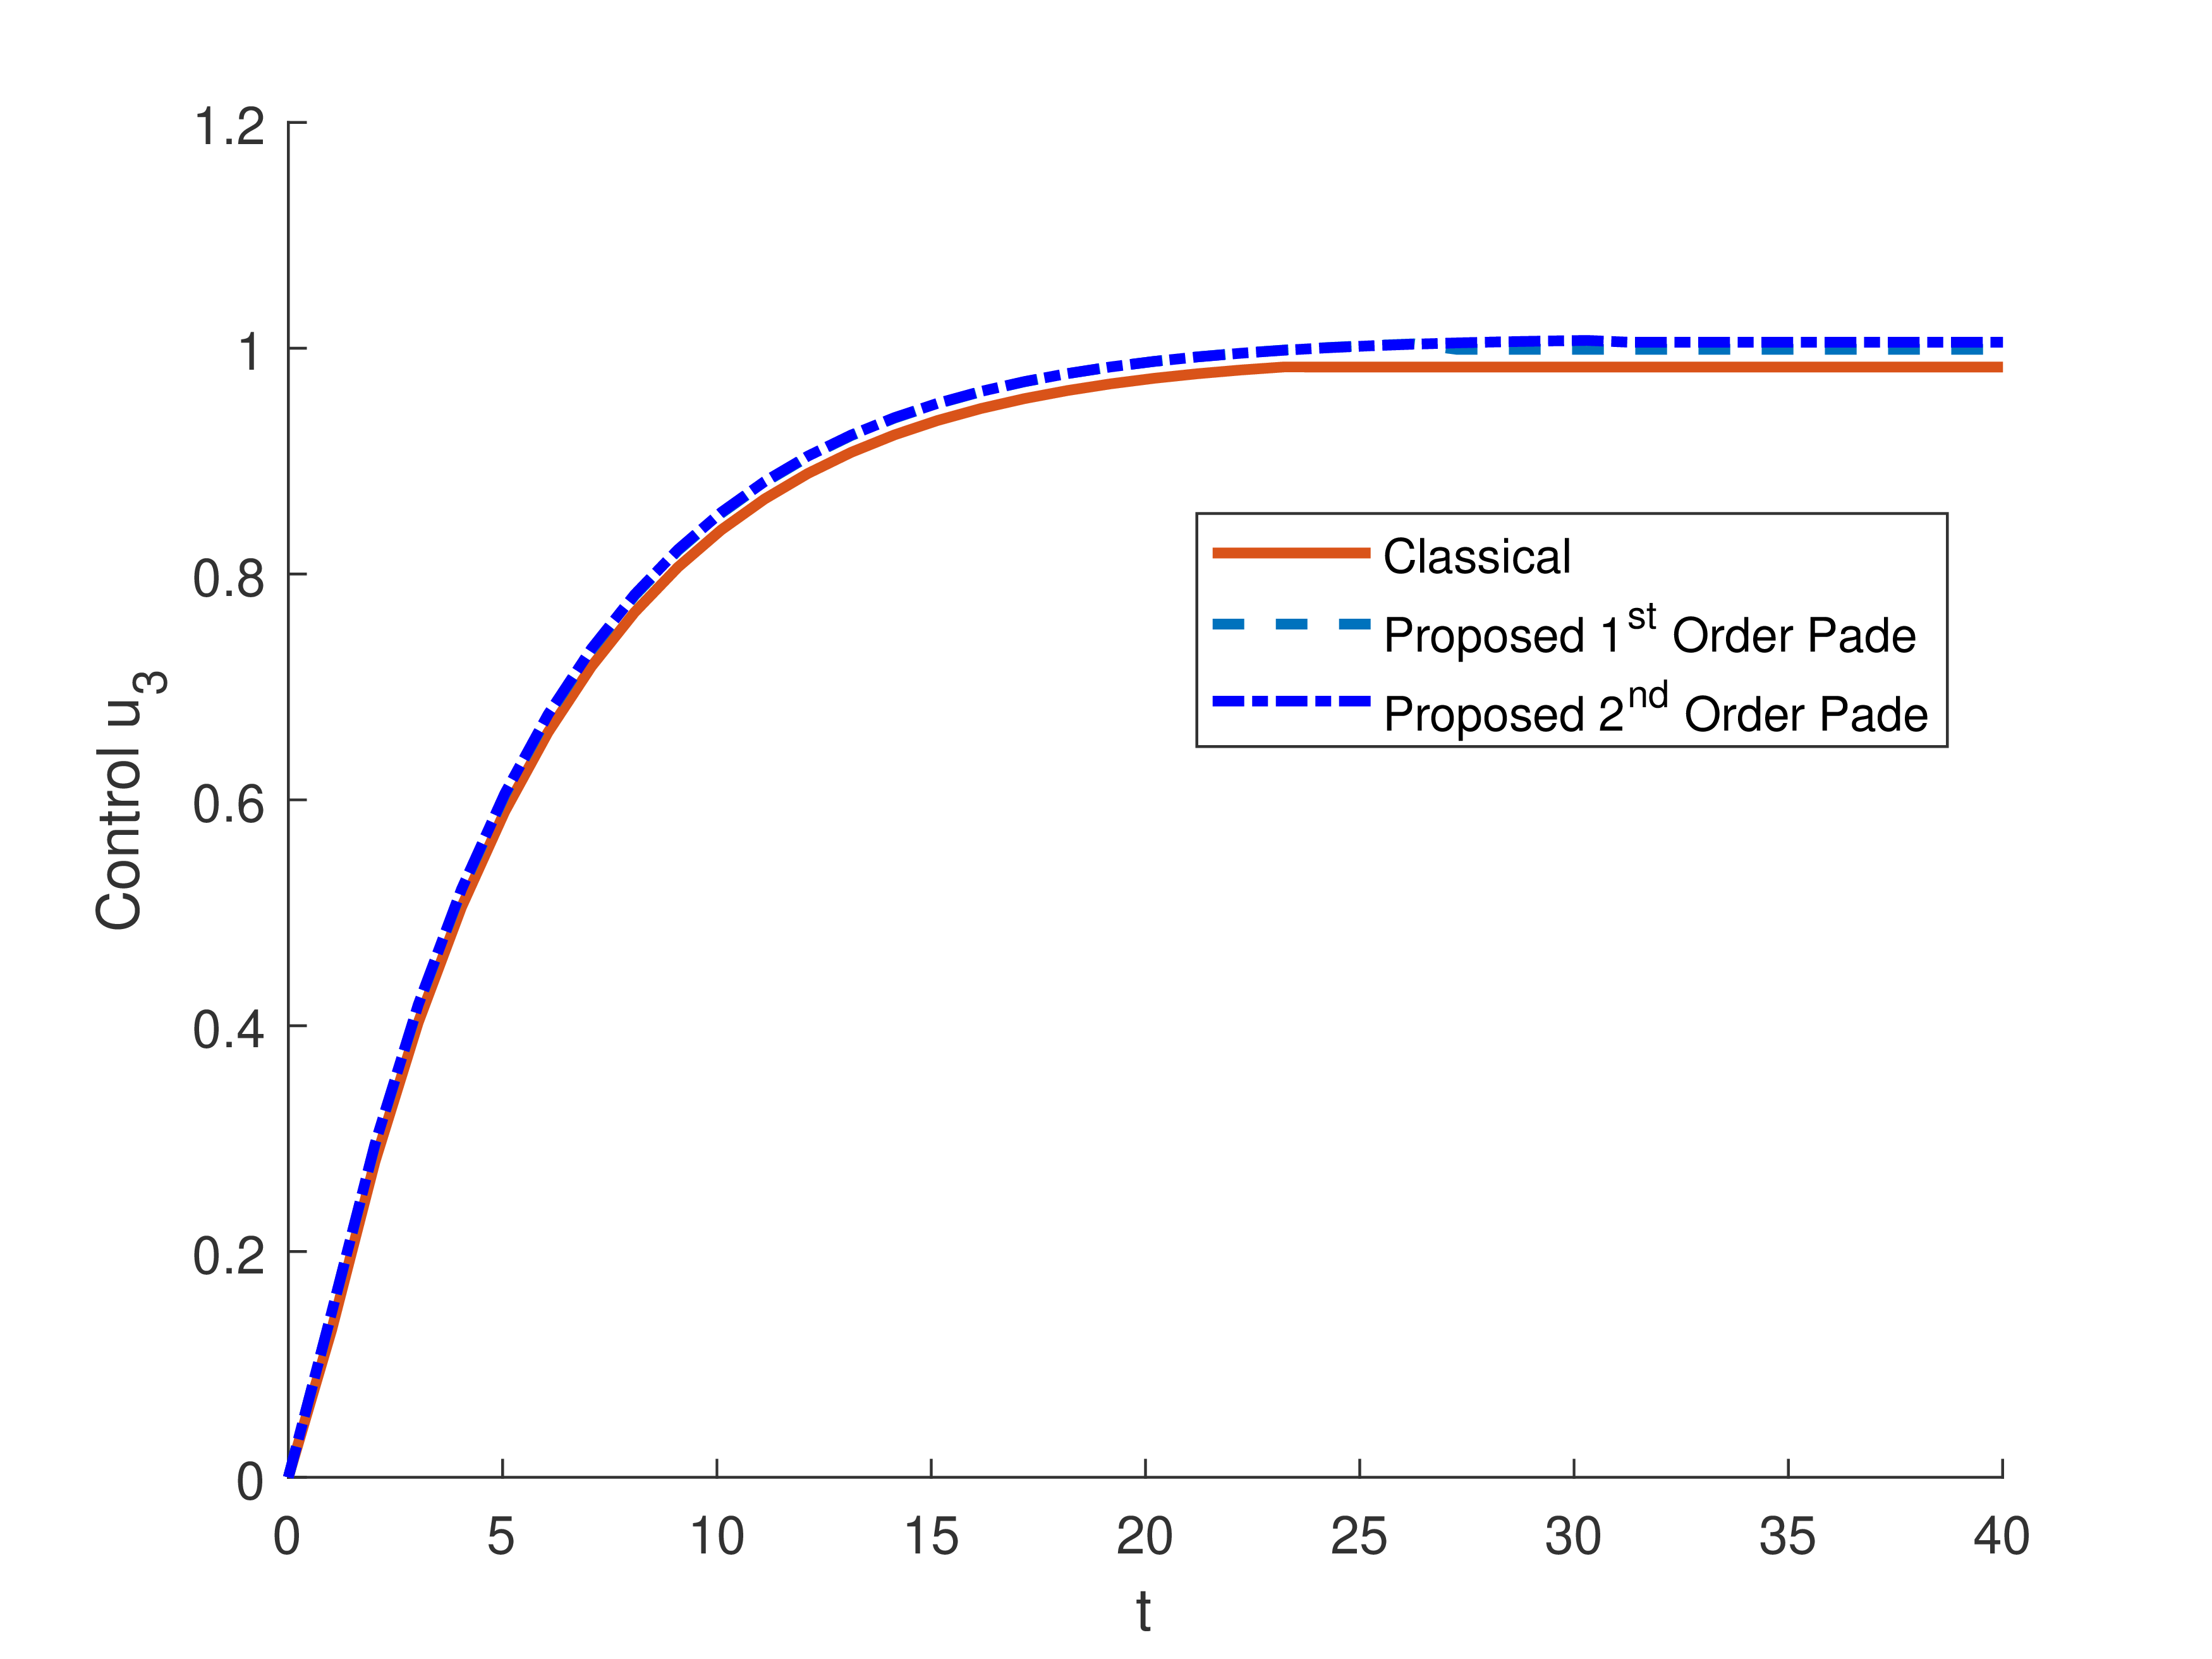 1.2
1
0.8
0.6
0.4
0.2
0
Control u3
Classical
Proposed 1st Order Pade
Proposed 2nd Order Pade
0 5 10 15 20 25 30 35 40
t